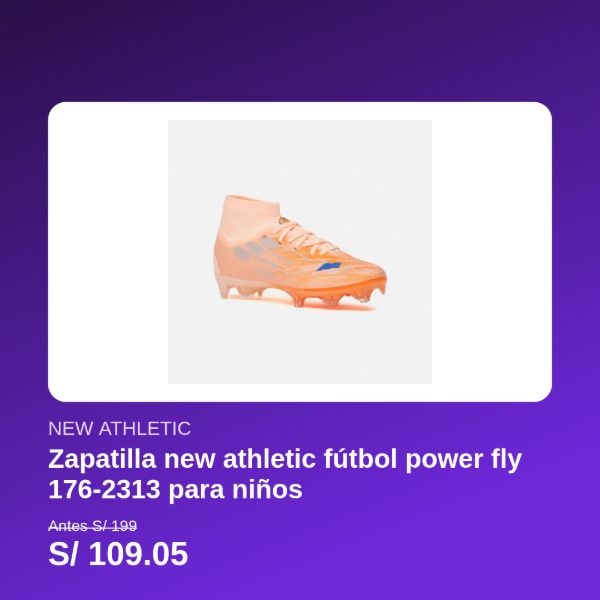 NEW ATHLETIC
Zapatilla new athletic fútbol power fly
176-2313 para niños
Antes S/ 199
S/ 109.05